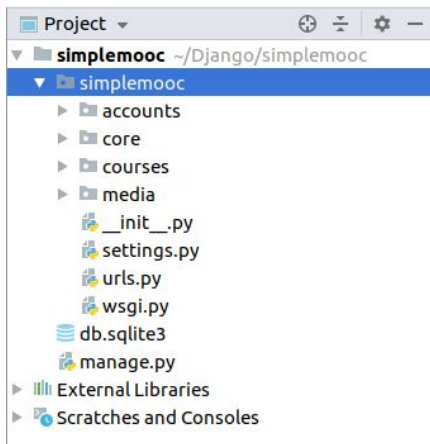 Project
simplemooc ~/Django/simplemooc
simplemooc
accounts
core
courses
media
__init__.py
settings.py
urls.py
wsgi.py
db.sqlite3
manage.py
External Libraries
Scratches and Consoles